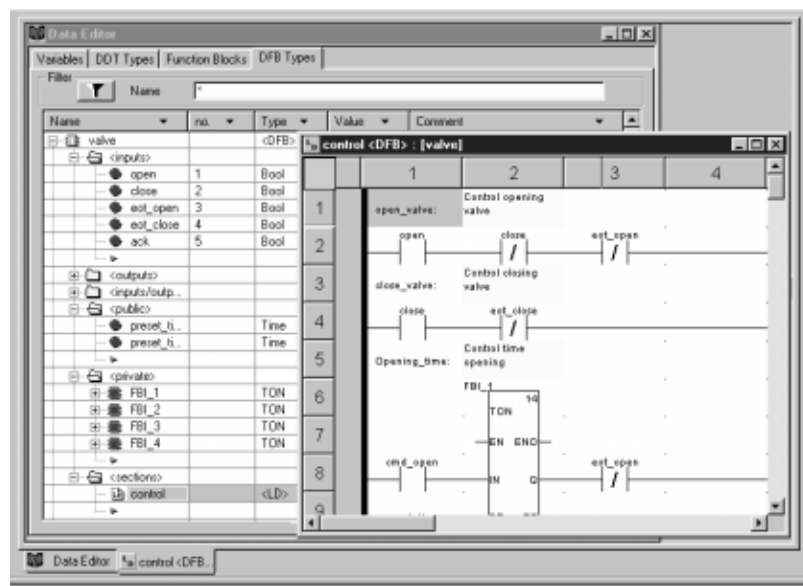 Data Editor
Variables DDT Types Function Blocks DFB Types
Filter
Name *
Name no. Type Value Comment
valve <DFB>
<inputs>
open 1 Bool
close 2 Bool
eot_open 3 Bool
eot_close 4 Bool
ack 5 Bool
<outputs>
<inputs/outp...
<public>
preset_ti... Time
preset_ti... Time
<private>
FBI_1 TON
FBI_2 TON
FBI_3 TON
FBI_4 TON
<sections>
control <LD>
control <DFB> : [valve]
1 2 3 4
1 open_valve: Control opening
valve
2 open close eot_open
3 close_valve: Control closing
valve
4 close eot_close
5 Opening_time: Control time
opening
6 FBI_1
14
TON
7 EN ENO
8 cmd_open IN Q eot_open
9
Data Editor control <DFB...